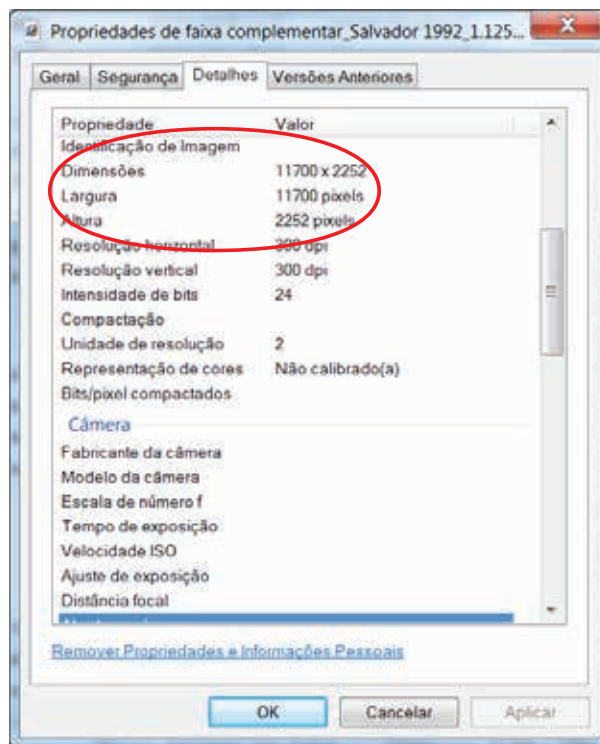 Propriedades de faixa complementar_Salvador 1992_1.125...
Geral Segurança Detalhes Versões Anteriores
Propriedade Valor
Identificação de Imagem
Dimensões 11700 x 2252
Largura 11700 pixels
Altura 2252 pixels
Resolução horizontal 300 dpi
Resolução vertical 300 dpi
Intensidade de bits 24
Compactação
Unidade de resolução 2
Representação de cores Não calibrado(a)
Bits/pixel compactados
Câmera
Fabricante da câmera
Modelo da câmera
Escala de número f
Tempo de exposição
Velocidade ISO
Ajuste de exposição
Distância focal
Remover Propriedades e Informações Pessoais
OK Cancelar Aplicar